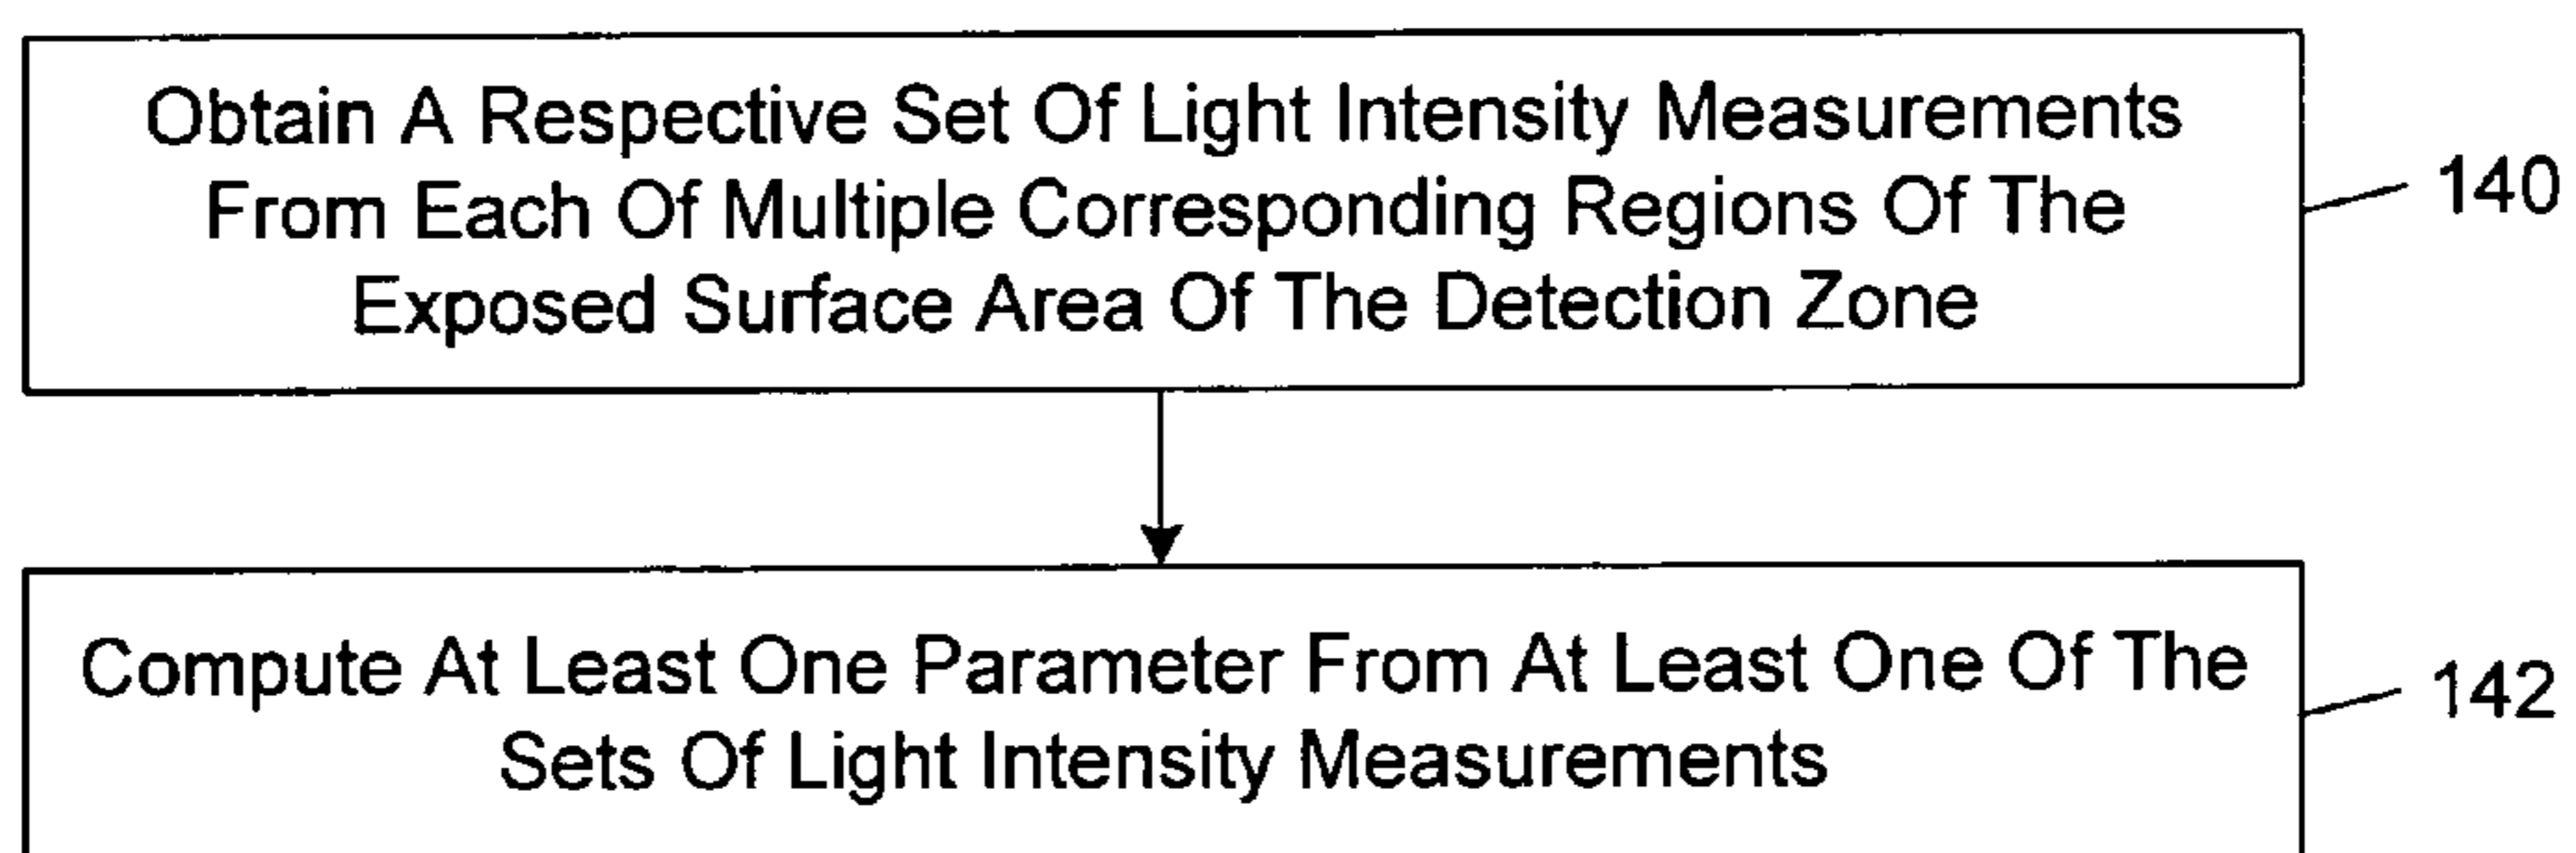 Obtain A Respective Set Of Light Intensity Measurements
From Each Of Multiple Corresponding Regions Of The
Exposed Surface Area Of The Detection Zone
140
Compute At Least One Parameter From At Least One Of The
Sets Of Light Intensity Measurements
142